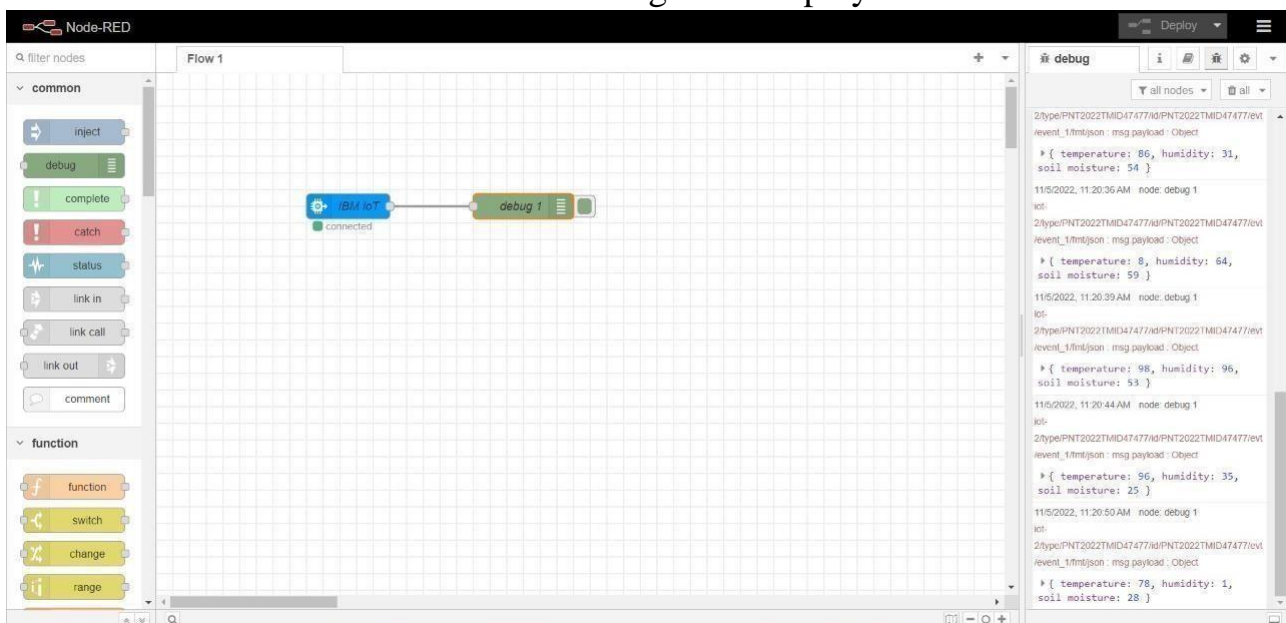 Node-RED
Deploy
filter nodes
Flow 1
debug
i
all nodes
all
common
inject
debug
complete
catch
status
link in
link call
link out
comment
function
function
switch
change
range
IBM IoT
connected
debug 1
2/type/PNT2022TMID47477/id/PNT2022TMID47477/evt
/event_1/fmt/json : msg.payload : Object
{ temperature: 86, humidity: 31,
soil moisture: 54 }
11/5/2022, 11:20:36 AM node: debug 1
iot-
2/type/PNT2022TMID47477/id/PNT2022TMID47477/evt
/event_1/fmt/json : msg.payload : Object
{ temperature: 8, humidity: 64,
soil moisture: 59 }
11/5/2022, 11:20:39 AM node: debug 1
iot-
2/type/PNT2022TMID47477/id/PNT2022TMID47477/evt
/event_1/fmt/json : msg.payload : Object
{ temperature: 98, humidity: 96,
soil moisture: 53 }
11/5/2022, 11:20:44 AM node: debug 1
iot-
2/type/PNT2022TMID47477/id/PNT2022TMID47477/evt
/event_1/fmt/json : msg.payload : Object
{ temperature: 96, humidity: 35,
soil moisture: 25 }
11/5/2022, 11:20:50 AM node: debug 1
iot-
2/type/PNT2022TMID47477/id/PNT2022TMID47477/evt
/event_1/fmt/json : msg.payload : Object
{ temperature: 78, humidity: 1,
soil moisture: 28 }